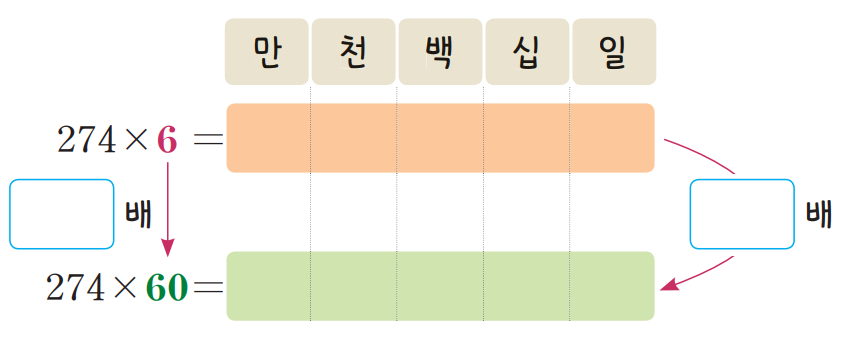 만 천 백 십 일
274×6 =
배 배
274×60=